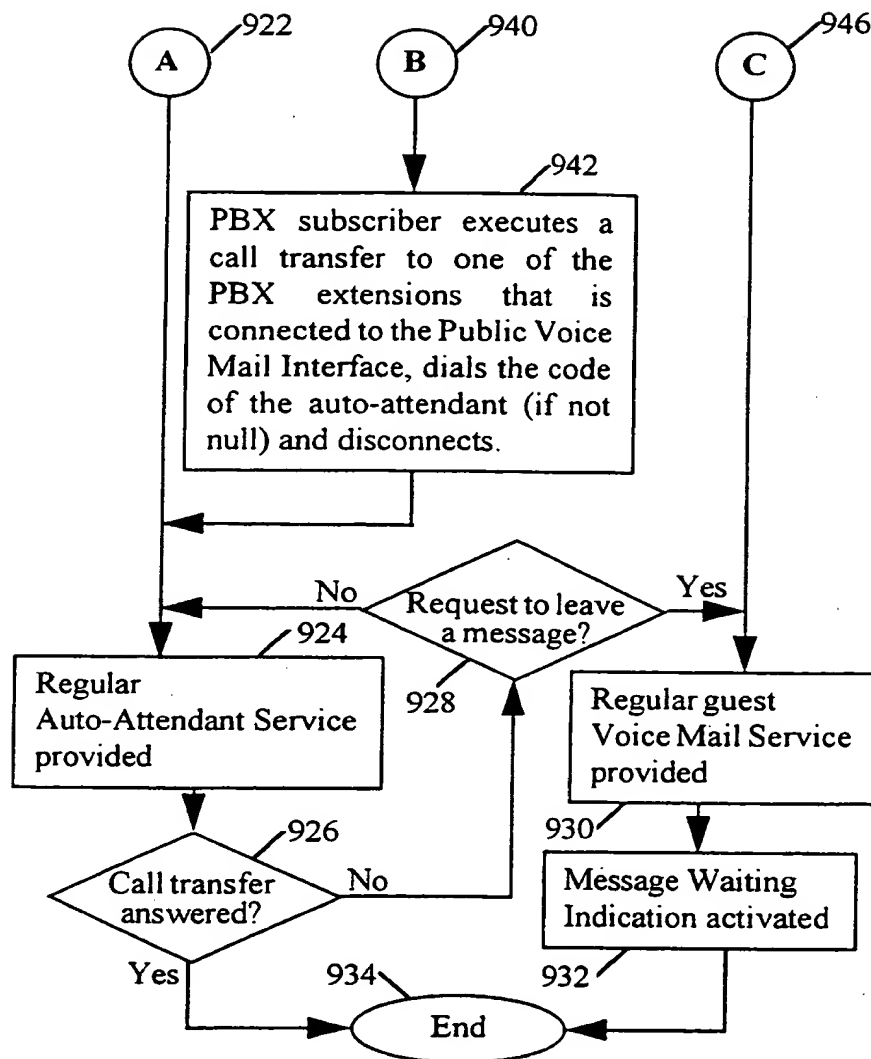 922
940
946
A
B
C
942
PBX subscriber executes a
call transfer to one of the
PBX extensions that is
connected to the Public Voice
Mail Interface, dials the code
of the auto-attendant (if not
null) and disconnects.
No
Request to leave
a message?
Yes
928
924
Regular
Auto-Attendant Service
provided
Regular guest
Voice Mail Service
provided
930
926
Call transfer
answered?
No
Yes
Message Waiting
Indication activated
932
934
End